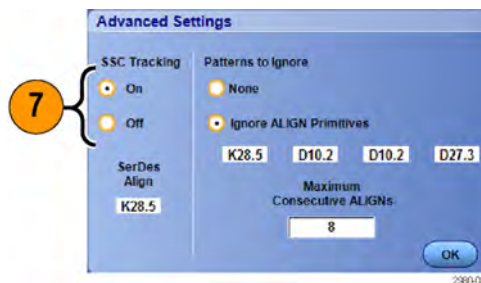 Advanced Settings
SSC Tracking
Patterns to Ignore
7
On
None
Off
Ignore ALIGN Primitives
K28.5 D10.2 D10.2 D27.3
SerDes
Align
K28.5
Maximum
Consecutive ALIGNs
8
OK